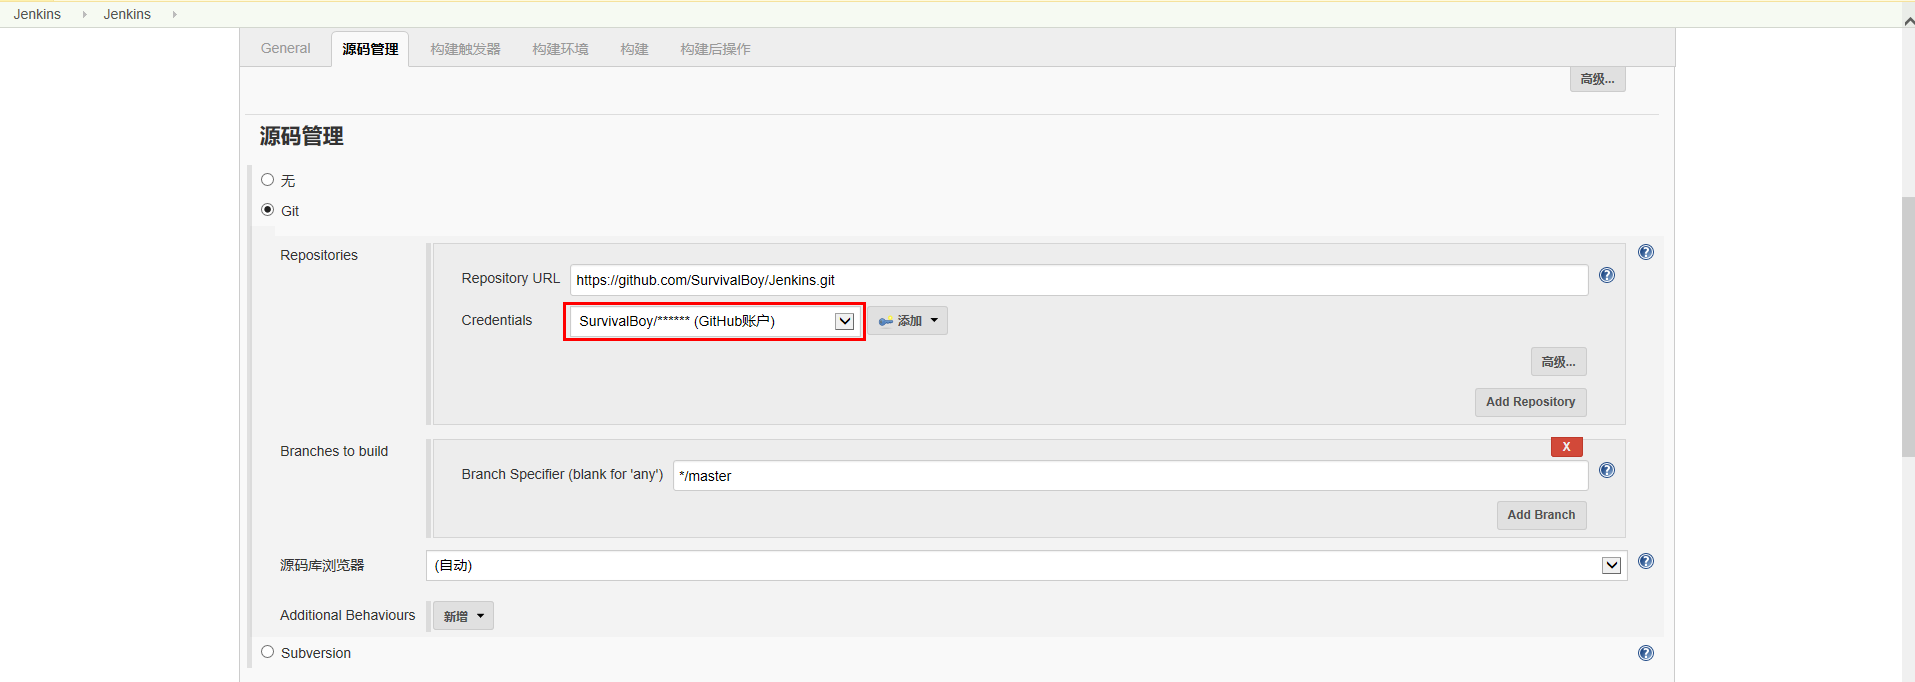 Jenkins Jenkins
General 源码管理 构建触发器 构建环境 构建 构建后操作
高级...
源码管理
无
Git
Repositories
Repository URL https://github.com/SurvivalBoy/Jenkins.git
Credentials SurvivalBoy/****** (GitHub账户) 添加
高级...
Add Repository
Branches to build
X
Branch Specifier (blank for 'any') */master
Add Branch
源码库浏览器 (自动)
Additional Behaviours 新增
Subversion